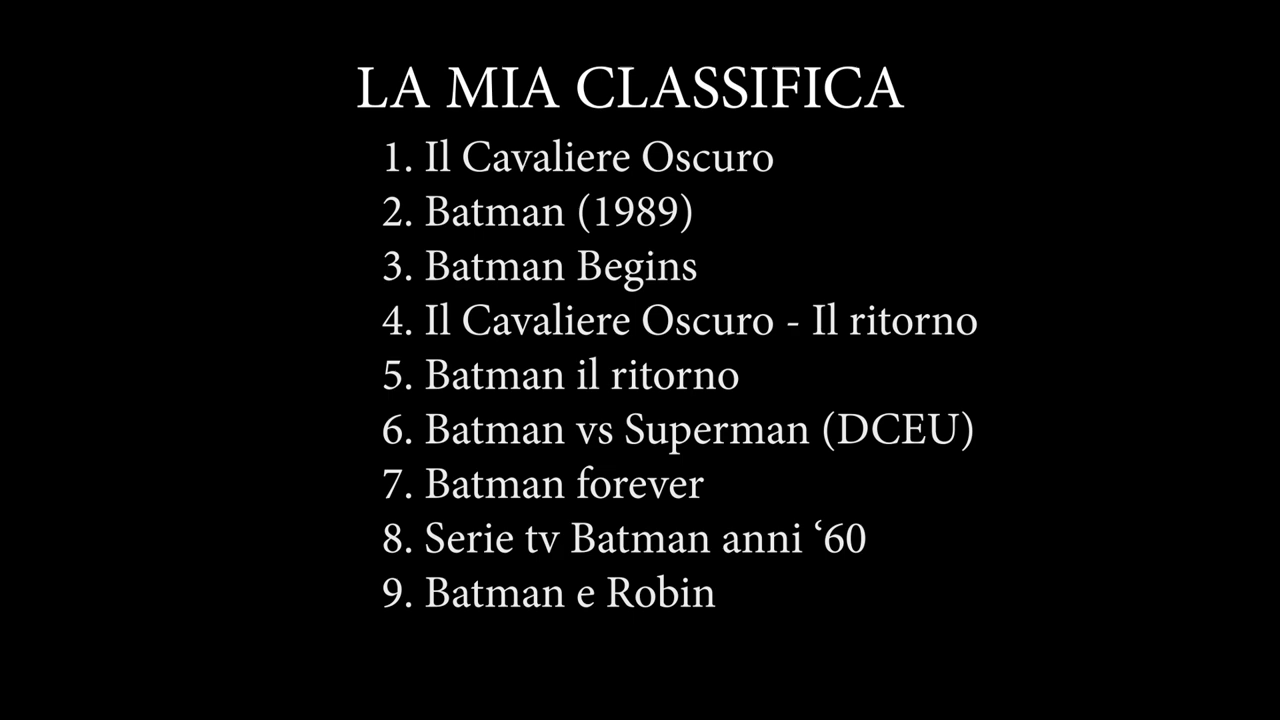 LA MIA CLASSIFICA
1. Il Cavaliere Oscuro
2. Batman (1989)
3. Batman Begins
4. Il Cavaliere Oscuro - Il ritorno
5. Batman il ritorno
6. Batman vs Superman (DCEU)
7. Batman forever
8. Serie tv Batman anni ‘60
9. Batman e Robin